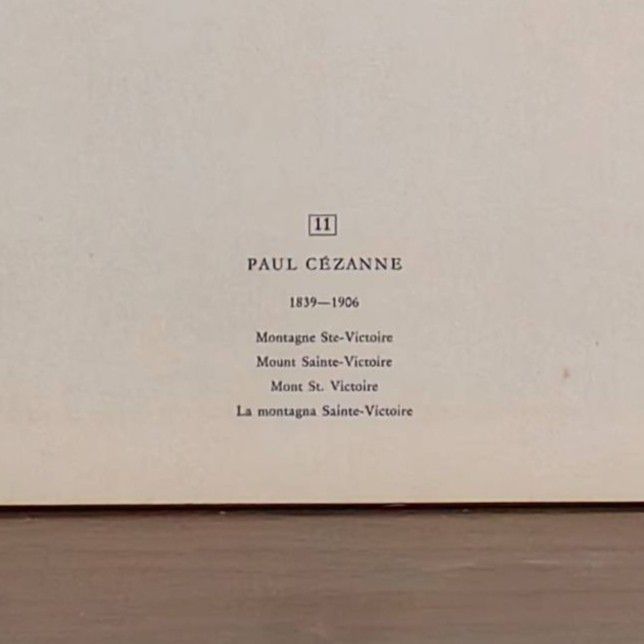 11
PAUL CÉZANNE
1839—1906
Montagne Ste-Victoire
Mount Sainte-Victoire
Mont St. Victoire
La montagna Sainte-Victoire